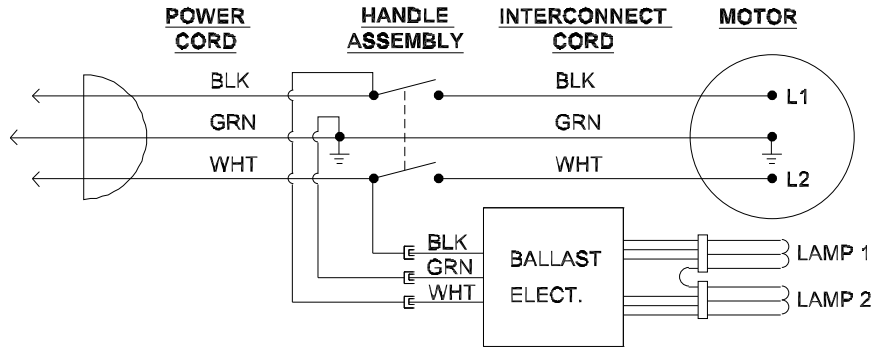 POWER CORD
HANDLE ASSEMBLY
INTERCONNECT CORD
MOTOR
BLK
BLK
L1
GRN
GRN
WHT
WHT
L2
BLK
GRN
WHT
BALLAST
ELECT.
LAMP 1
LAMP 2